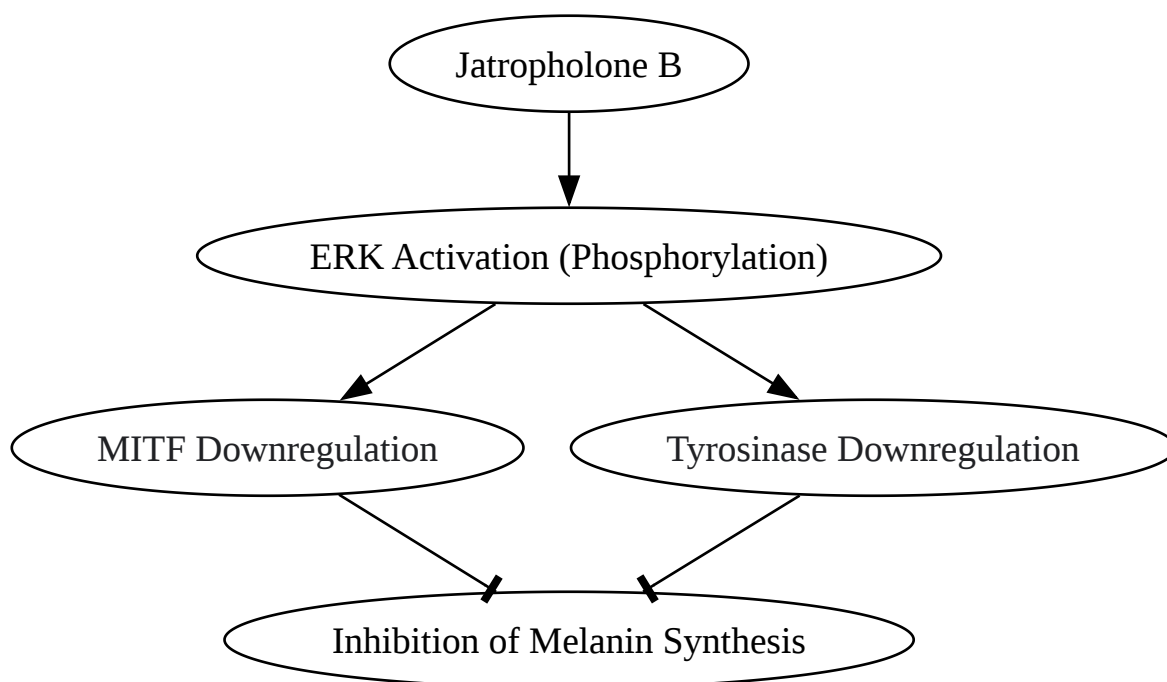 Jatropholone B
ERK Activation (Phosphorylation)
MITF Downregulation
Tyrosinase Downregulation
Inhibition of Melanin Synthesis